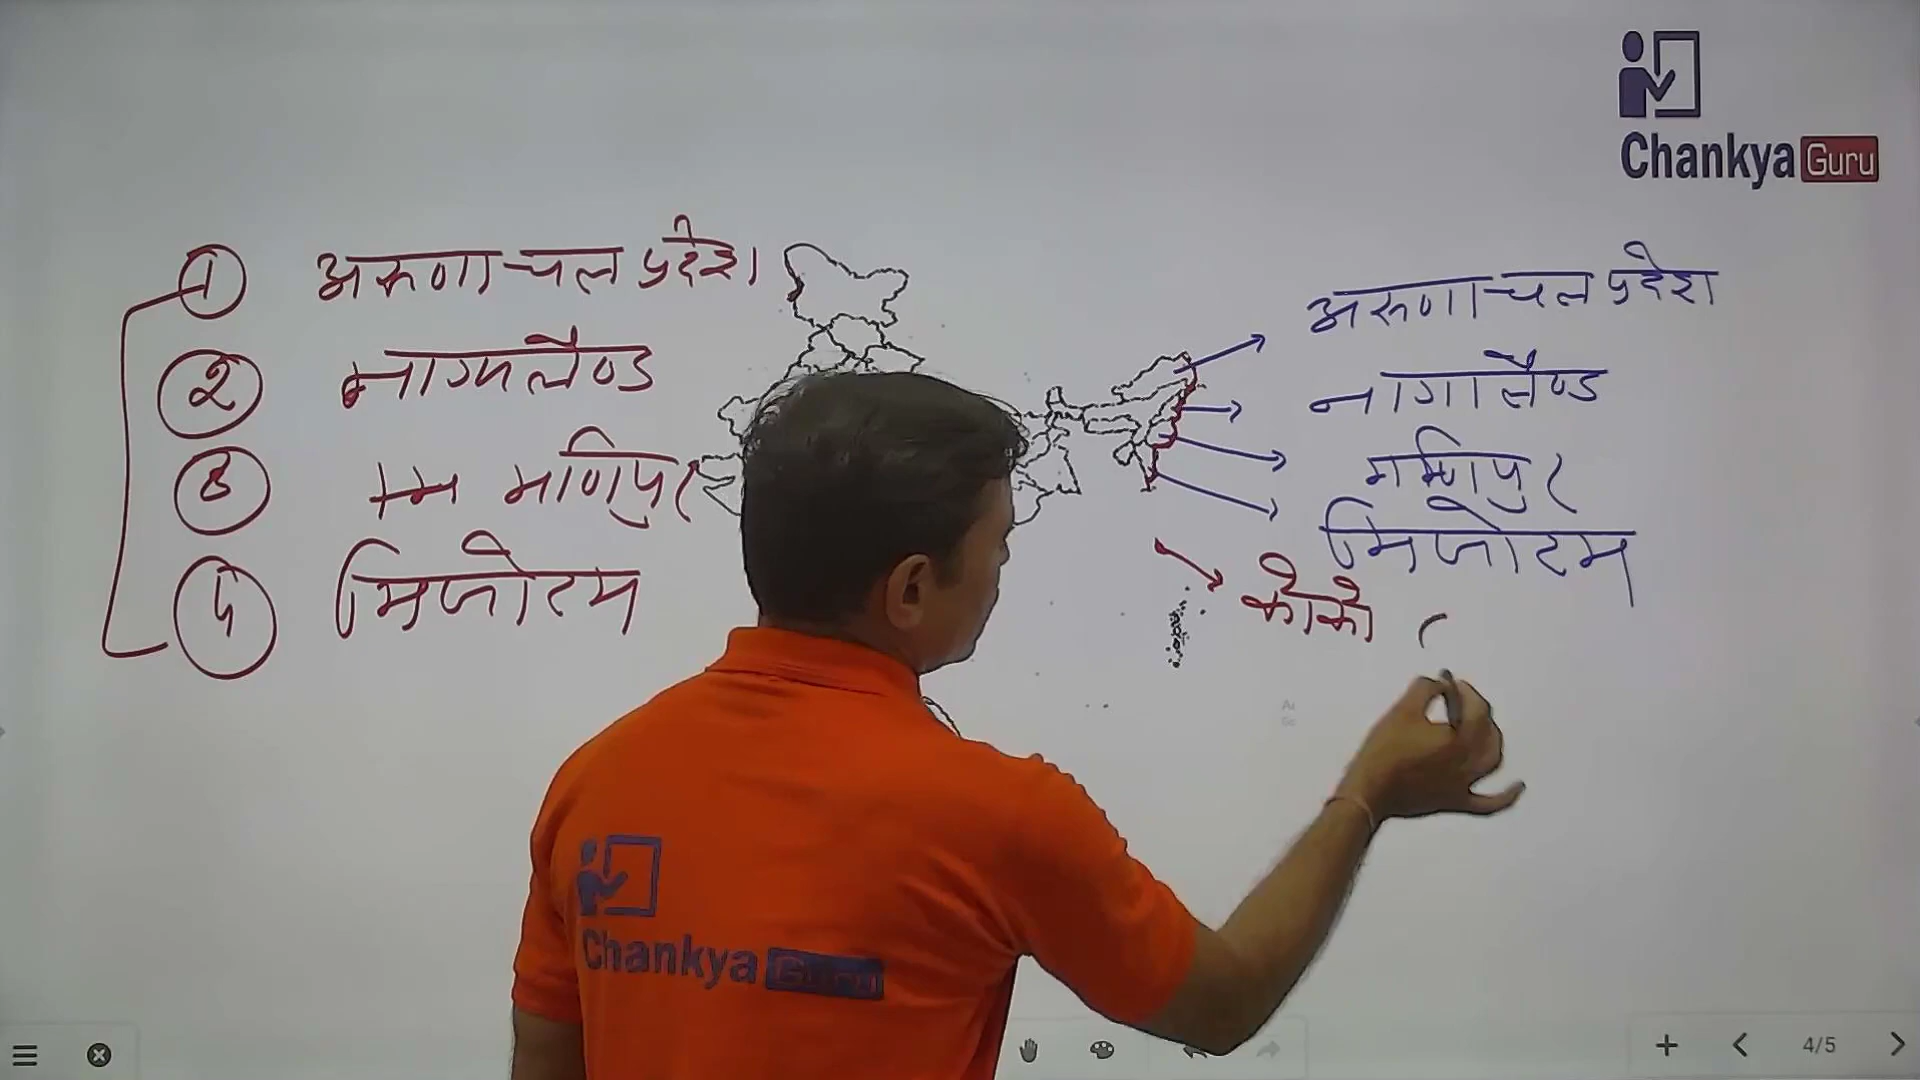 Chankya Guru
① अरुणाचल प्रदेश
② नागालैण्ड
③ मणिपुर
मिजोरम
अरुणाचल प्रदेश
नागालैण्ड
मणिपुर
मिजोरम
कोको (
Chankya Guru
4/5